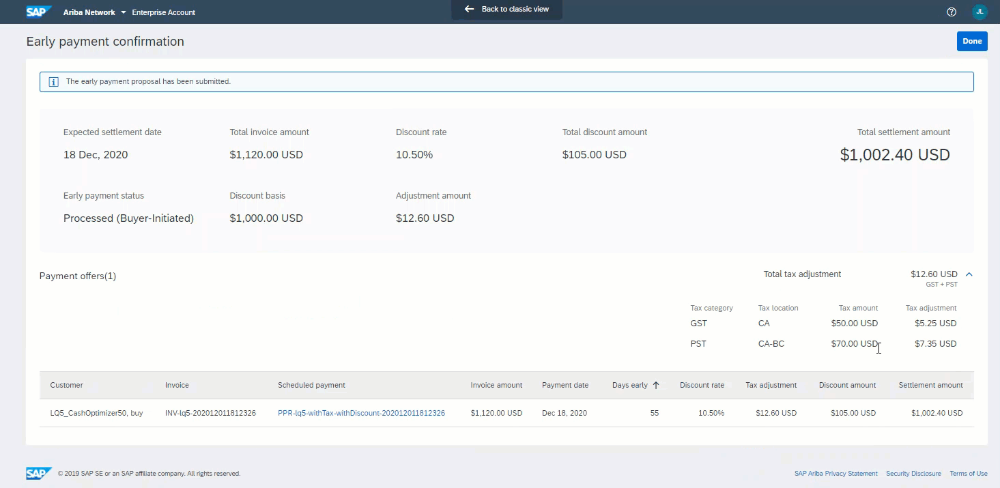 SAP Ariba Network Enterprise Account Back to classic view JL
Early payment confirmation Done
The early payment proposal has been submitted.
Expected settlement date Total invoice amount Discount rate Total discount amount Total settlement amount
18 Dec, 2020 $1,120.00 USD 10.50% $105.00 USD $1,002.40 USD
Early payment status Discount basis Adjustment amount
Processed (Buyer-Initiated) $1,000.00 USD $12.60 USD
Payment offers(1) Total tax adjustment $12.60 USD
GST + PST
Tax category Tax location Tax amount Tax adjustment
GST CA $50.00 USD $5.25 USD
PST CA-BC $70.00 USD $7.35 USD
Customer Invoice Scheduled payment Invoice amount Payment date Days early Discount rate Tax adjustment Discount amount Settlement amount
LQ5_CashOptimizer50, buy INV-lq5-202012011812326 PPR-lq5-withTax-withDiscount-202012011812326 $1,120.00 USD Dec 18, 2020 55 10.50% $12.60 USD $105.00 USD $1,002.40 USD
SAP © 2019 SAP SE or an SAP affiliate company. All rights reserved. SAP Ariba Privacy Statement Security Disclosure Terms of Use